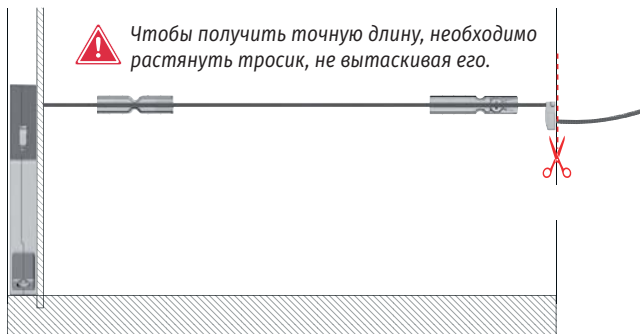 Чтобы получить точную длину, необходимо
растянуть тросик, не вытаскивая его.